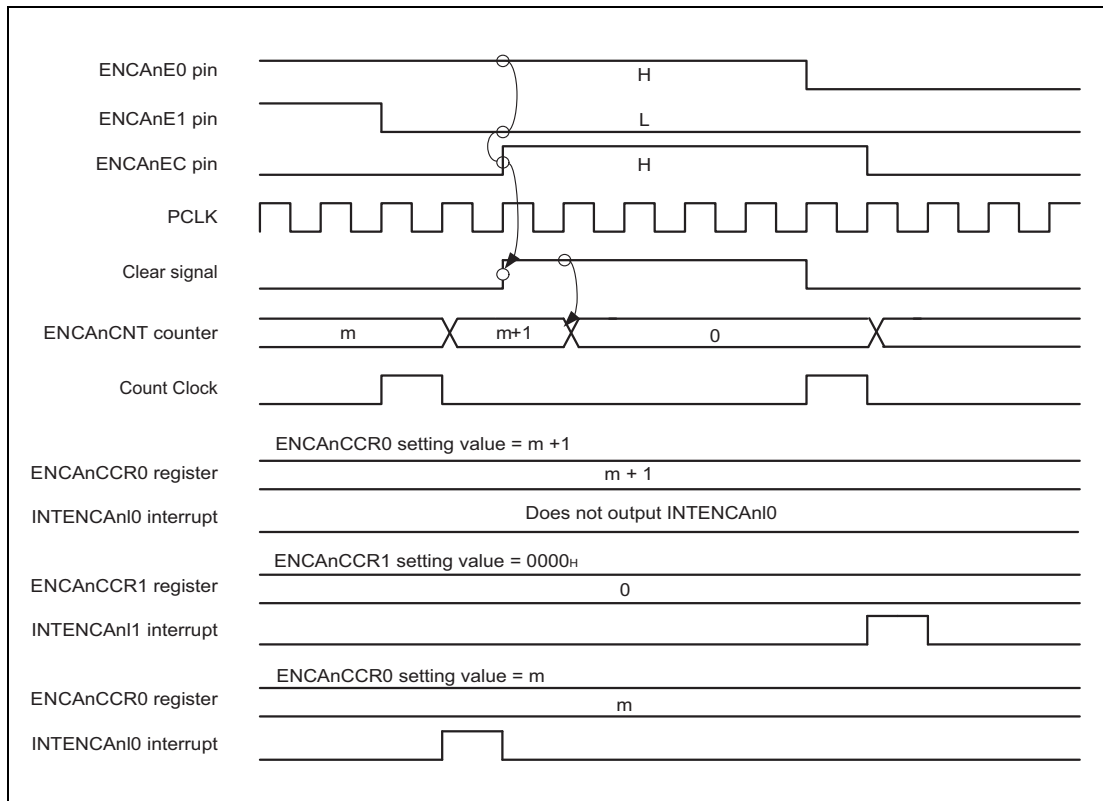 ENCAnE0 pin
H
ENCAnE1 pin
L
ENCAnEC pin
H
PCLK
Clear signal
ENCAnCNT counter
m
m+1
0
Count Clock
ENCAnCCR0 setting value = m +1
ENCAnCCR0 register
m + 1
INTENCAnI0 interrupt
Does not output INTENCAnI0
ENCAnCCR1 setting value = 0000H
ENCAnCCR1 register
0
INTENCAnI1 interrupt
ENCAnCCR0 setting value = m
ENCAnCCR0 register
m
INTENCAnI0 interrupt